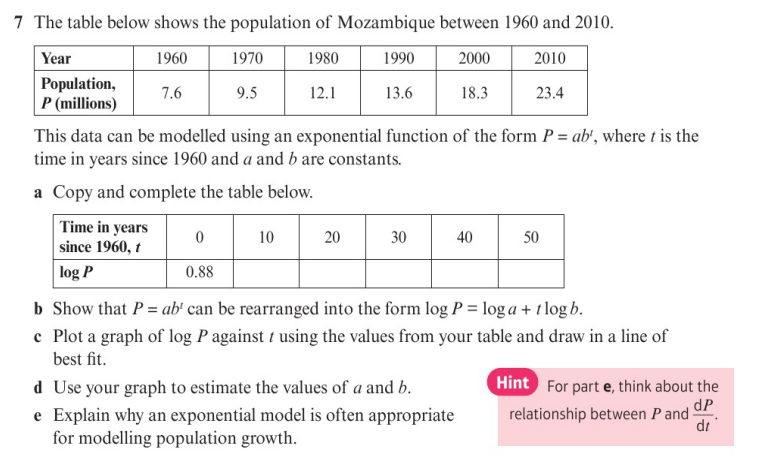 7 The table below shows the population of Mozambique between 1960 and 2010.
Year 1960 1970 1980 1990 2000 2010
Population, P (millions) 7.6 9.5 12.1 13.6 18.3 23.4
This data can be modelled using an exponential function of the form P = abᵗ, where t is the
time in years since 1960 and a and b are constants.
a Copy and complete the table below.
Time in years since 1960, t 0 10 20 30 40 50
log P 0.88
b Show that P = abᵗ can be rearranged into the form log P = log a + t log b.
c Plot a graph of log P against t using the values from your table and draw in a line of
best fit.
d Use your graph to estimate the values of a and b.
e Explain why an exponential model is often appropriate
for modelling population growth.
Hint For part e, think about the
relationship between P and dP/dt.